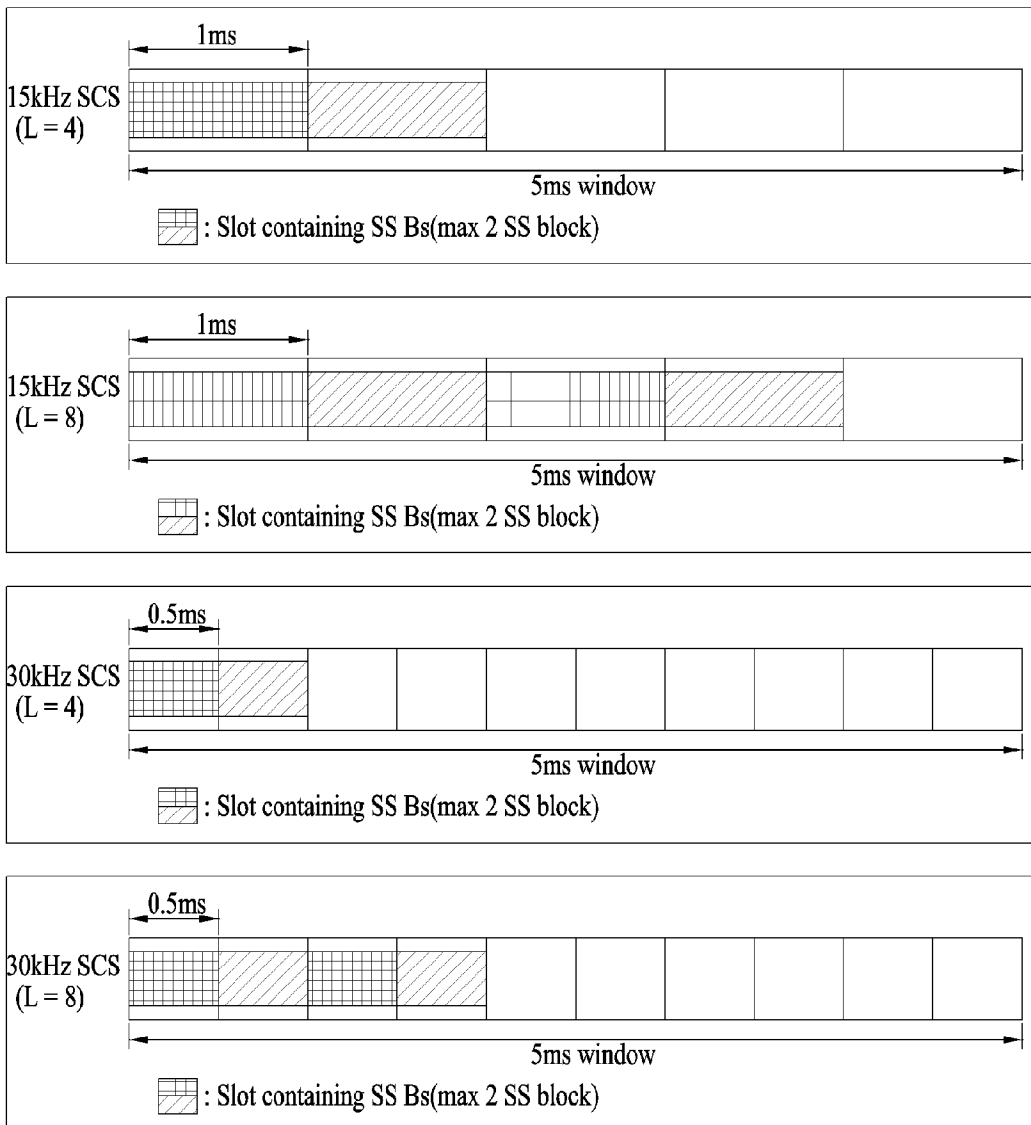 1ms
15kHz SCS
(L = 4)
5ms window
: Slot containing SS Bs(max 2 SS block)
1ms
15kHz SCS
(L = 8)
5ms window
: Slot containing SS Bs(max 2 SS block)
0.5ms
30kHz SCS
(L = 4)
5ms window
: Slot containing SS Bs(max 2 SS block)
0.5ms
30kHz SCS
(L = 8)
5ms window
: Slot containing SS Bs(max 2 SS block)